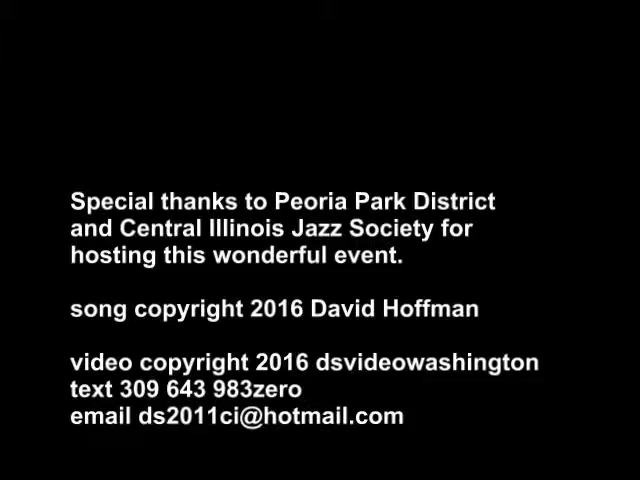 Special thanks to Peoria Park District
and Central Illinois Jazz Society for
hosting this wonderful event.
song copyright 2016 David Hoffman
video copyright 2016 dsvideowashington
text 309 643 983zero
email ds2011ci@hotmail.com